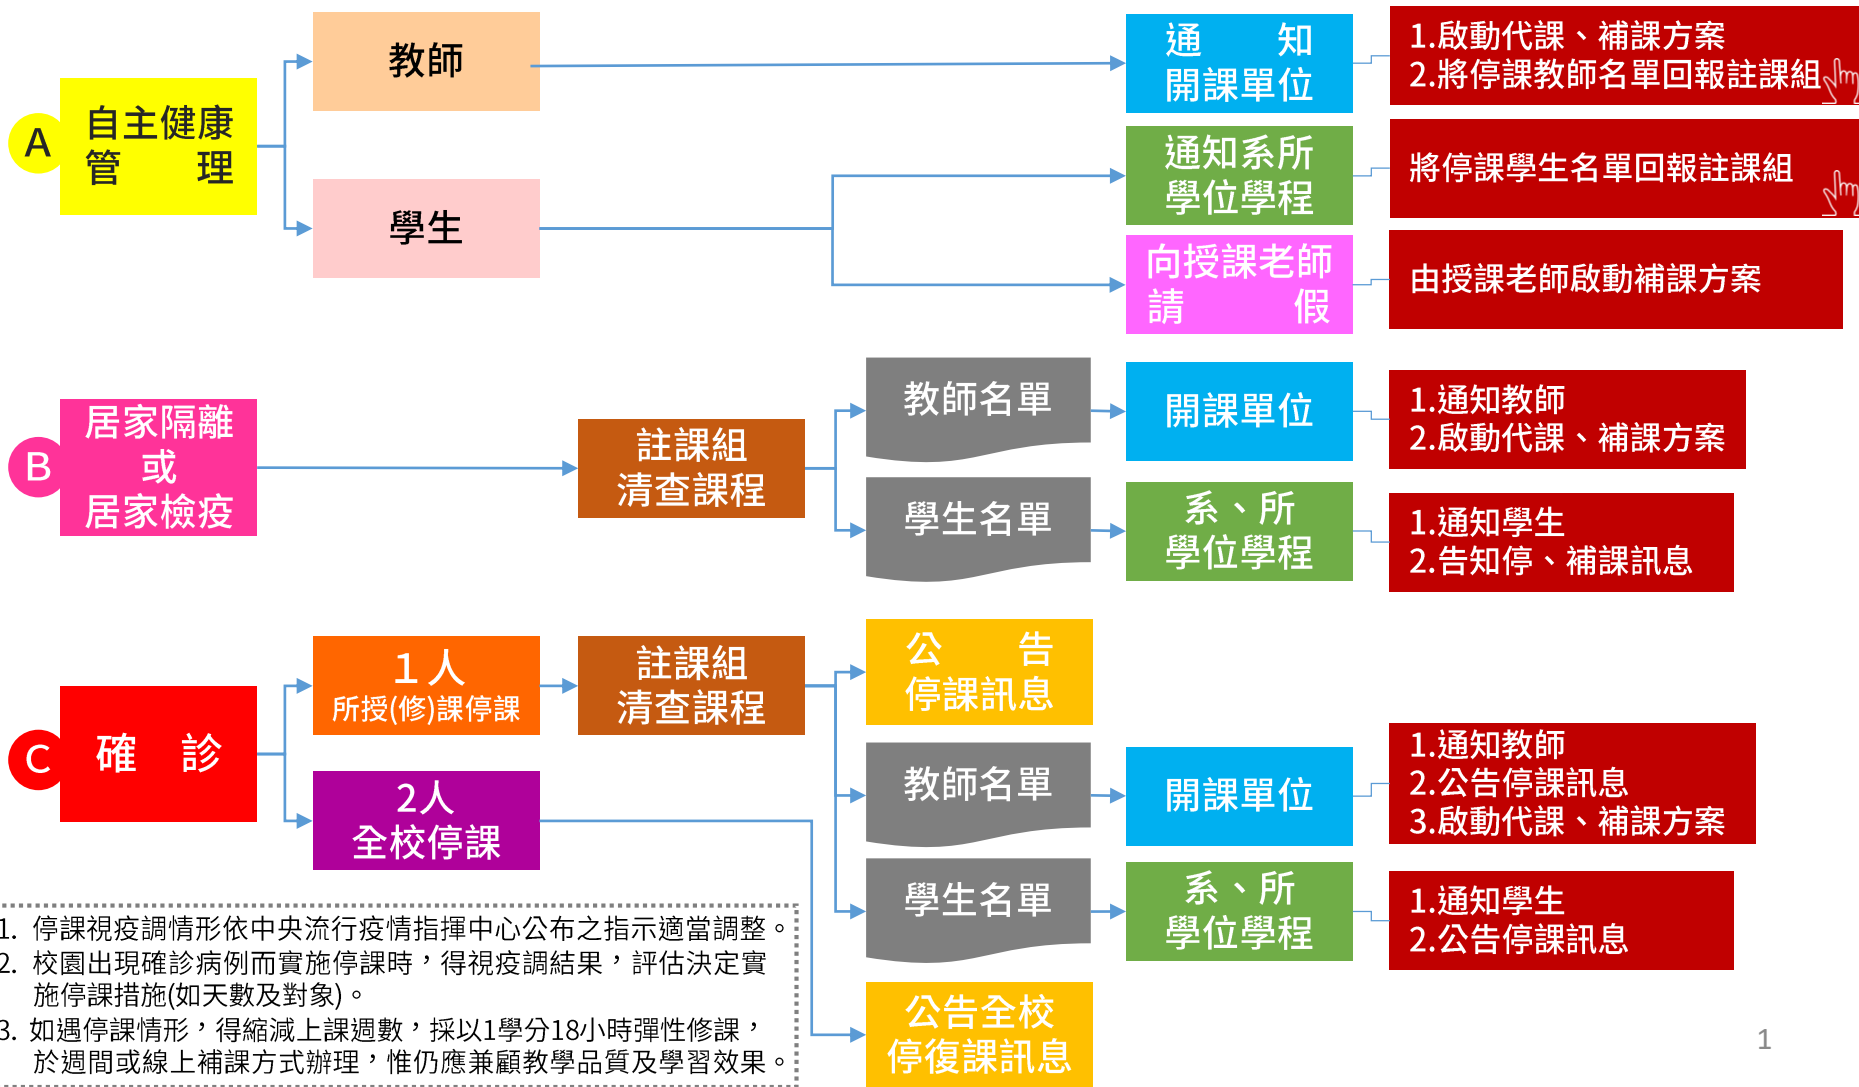 A
自主健康
管 理
教師
通 知
開課單位
1.啟動代課、補課方案
2.將停課教師名單回報註課組
學生
通知系所
學位學程
將停課學生名單回報註課組
向授課老師
請 假
由授課老師啟動補課方案
B
居家隔離
或
居家檢疫
註課組
清查課程
教師名單
開課單位
1.通知教師
2.啟動代課、補課方案
學生名單
系、所
學位學程
1.通知學生
2.告知停、補課訊息
C
確 診
1人
所授(修)課停課
註課組
清查課程
公 告
停課訊息
教師名單
開課單位
1.通知教師
2.公告停課訊息
3.啟動代課、補課方案
學生名單
系、所
學位學程
1.通知學生
2.公告停課訊息
2人
全校停課
公告全校
停復課訊息
1. 停課視疫調情形依中央流行疫情指揮中心公布之指示適當調整。
2. 校園出現確診病例而實施停課時，得視疫調結果，評估決定實
施停課措施(如天數及對象)。
3. 如遇停課情形，得縮減上課週數，採以1學分18小時彈性修課，
於週間或線上補課方式辦理，惟仍應兼顧教學品質及學習效果。
1